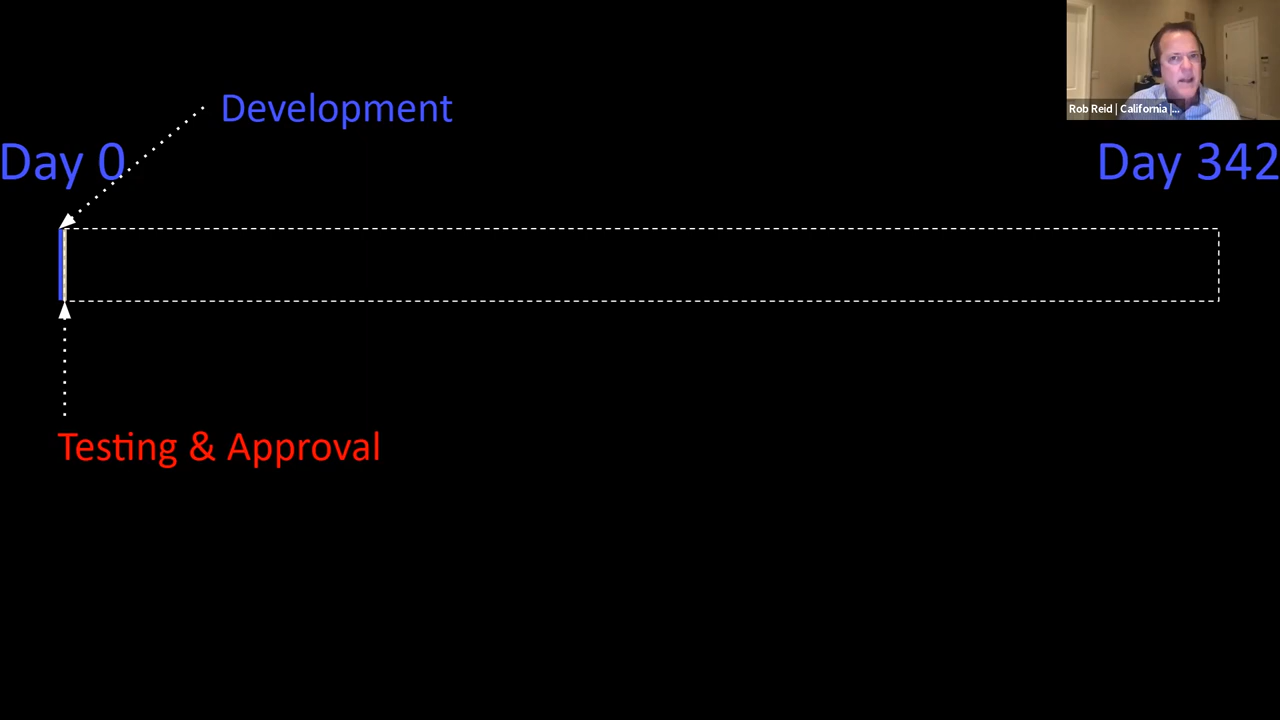 Rob Reid | California |...
Development
Day 0
Day 342
Testing & Approval